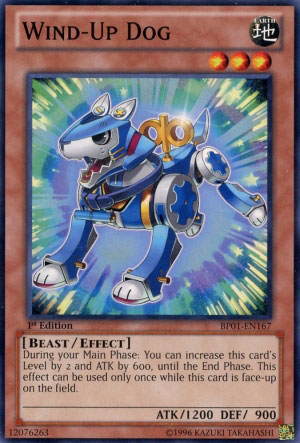 WIND-UP DOG
EARTH
地
1st Edition
BP01-EN167
[BEAST / EFFECT]
During your Main Phase: You can increase this card's
Level by 2 and ATK by 600, until the End Phase. This
effect can be used only once while this card is face-up
on the field.
ATK/1200 DEF/ 900
12076263
©1996 KAZUKI TAKAHASHI